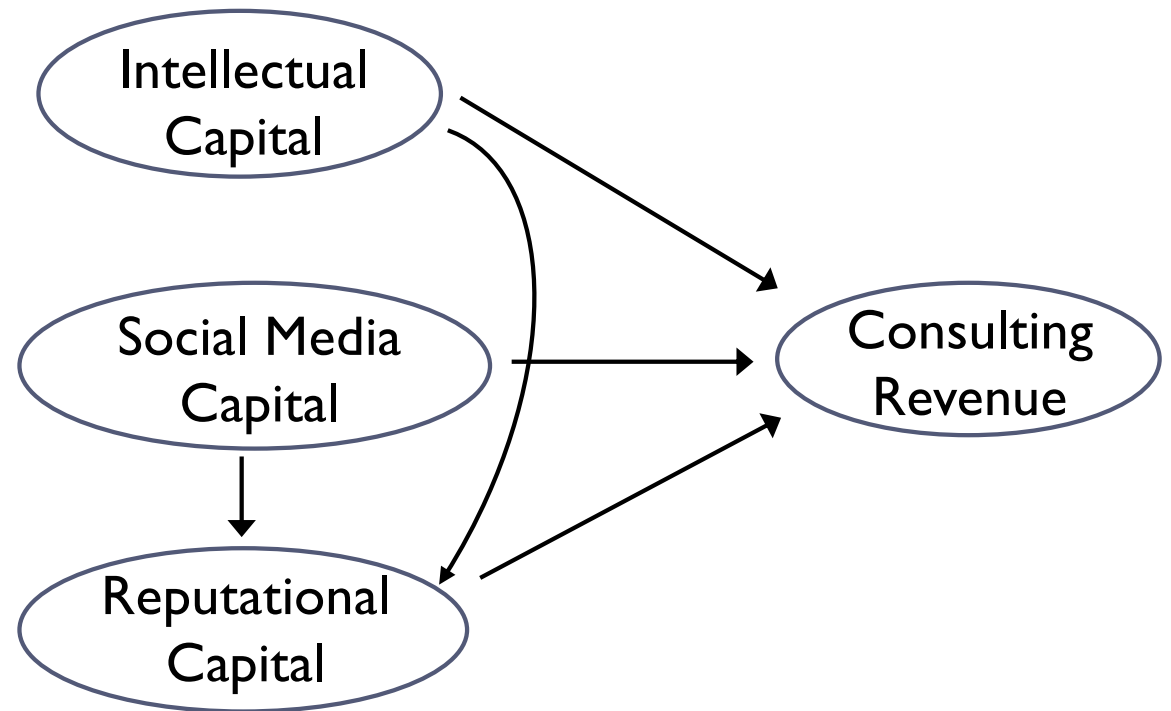 Intellectual
Capital
Social Media
Capital
Consulting
Revenue
Reputational
Capital